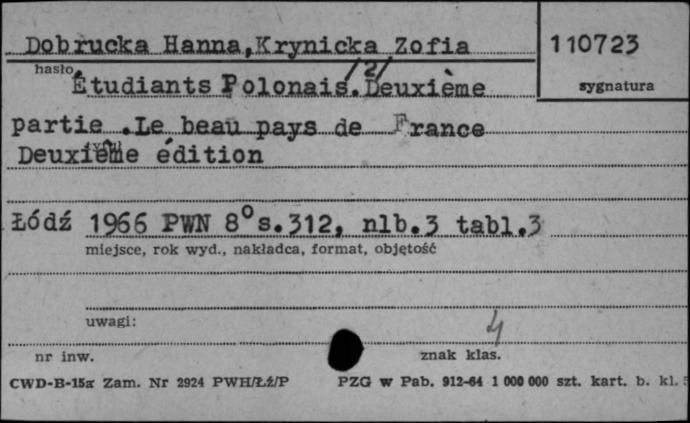 Dobrucka Hanna,Krynicka Zofia
110723
hasło
/2/
Étudiants Polonais. Deuxième
sygnatura
partie .Le beau pays de France
Deuxième édition
Łódź 1966 PWN 8° s.312, nlb.3 tabl.3
miejsce, rok wyd., nakładca, format, objętość
uwagi:
4
nr inw.
znak klas.
CWD-B-15a Zam. Nr 2924 PWH/Łż/P
PZG w Pab. 912-64 1 000 000 szt. kart. b. kl.